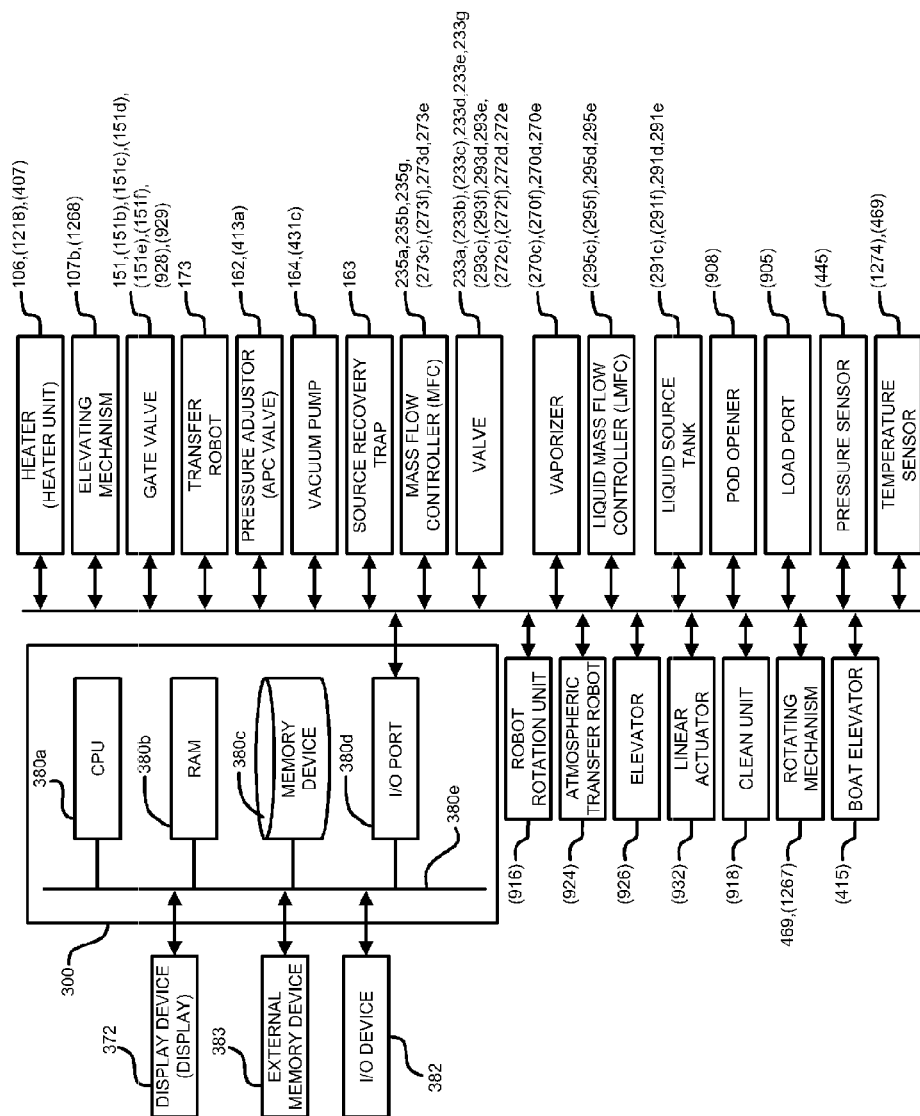 HEATER
(HEATER UNIT)
106,(1218),(407)
ELEVATING
MECHANISM
107b,(1268)
GATE VALVE
151,(151b),(151c),(151d),
(151e),(151f),
(928),(929)
TRANSFER
ROBOT
173
PRESSURE ADJUSTOR
(APC VALVE)
162,(413a)
VACUUM PUMP
164,(431c)
SOURCE RECOVERY
TRAP
163
MASS FLOW
CONTROLLER (MFC)
235a,235b,235g,
(273c),(273f),273d,273e
VALVE
233a,(233b),(233c),233d,233e,233g
(293c),(293f),293d,293e,
(272c),(272f),272d,272e
VAPORIZER
(270c),(270f),270d,270e
LIQUID MASS FLOW
CONTROLLER (LMFC)
(295c),(295f),295d,295e
LIQUID SOURCE
TANK
(291c),(291f),291d,291e
POD OPENER
(908)
LOAD PORT
(905)
PRESSURE SENSOR
(445)
TEMPERATURE
SENSOR
(1274),(469)
380a
CPU
380b
RAM
380c
MEMORY
DEVICE
380d
I/O PORT
380e
(916)
ROBOT
ROTATION UNIT
(924)
ATMOSPHERIC
TRANSFER ROBOT
(926)
ELEVATOR
(932)
LINEAR
ACTUATOR
(918)
CLEAN UNIT
469,(1267)
ROTATING
MECHANISM
(415)
BOAT ELEVATOR
300
372
DISPLAY DEVICE
(DISPLAY)
383
EXTERNAL
MEMORY DEVICE
I/O DEVICE
382